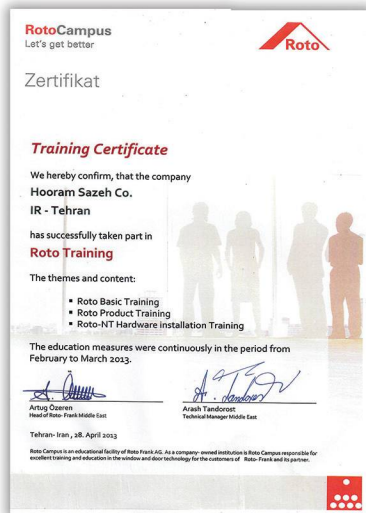 RotoCampus
Let's get better
Roto
Zertifikat
Training Certificate
We hereby confirm, that the company
Hooram Sazeh Co.
IR - Tehran
has successfully taken part in
Roto Training
The themes and content:
▪ Roto Basic Training
▪ Roto Product Training
▪ Roto-NT Hardware installation Training
The education measures were continuously in the period from
February to March 2013.
A. Tandorost
Artug Özeren
Head of Roto- Frank Middle East
Arash Tandorost
Technical Manager Middle East
Tehran- Iran , 28. April 2013
Roto Campus is an educational facility of Roto Frank AG. As a company- owned institution is Roto Campus responsible for
excellent training and education in the window and door technology for the customers of Roto- Frank and its partner.